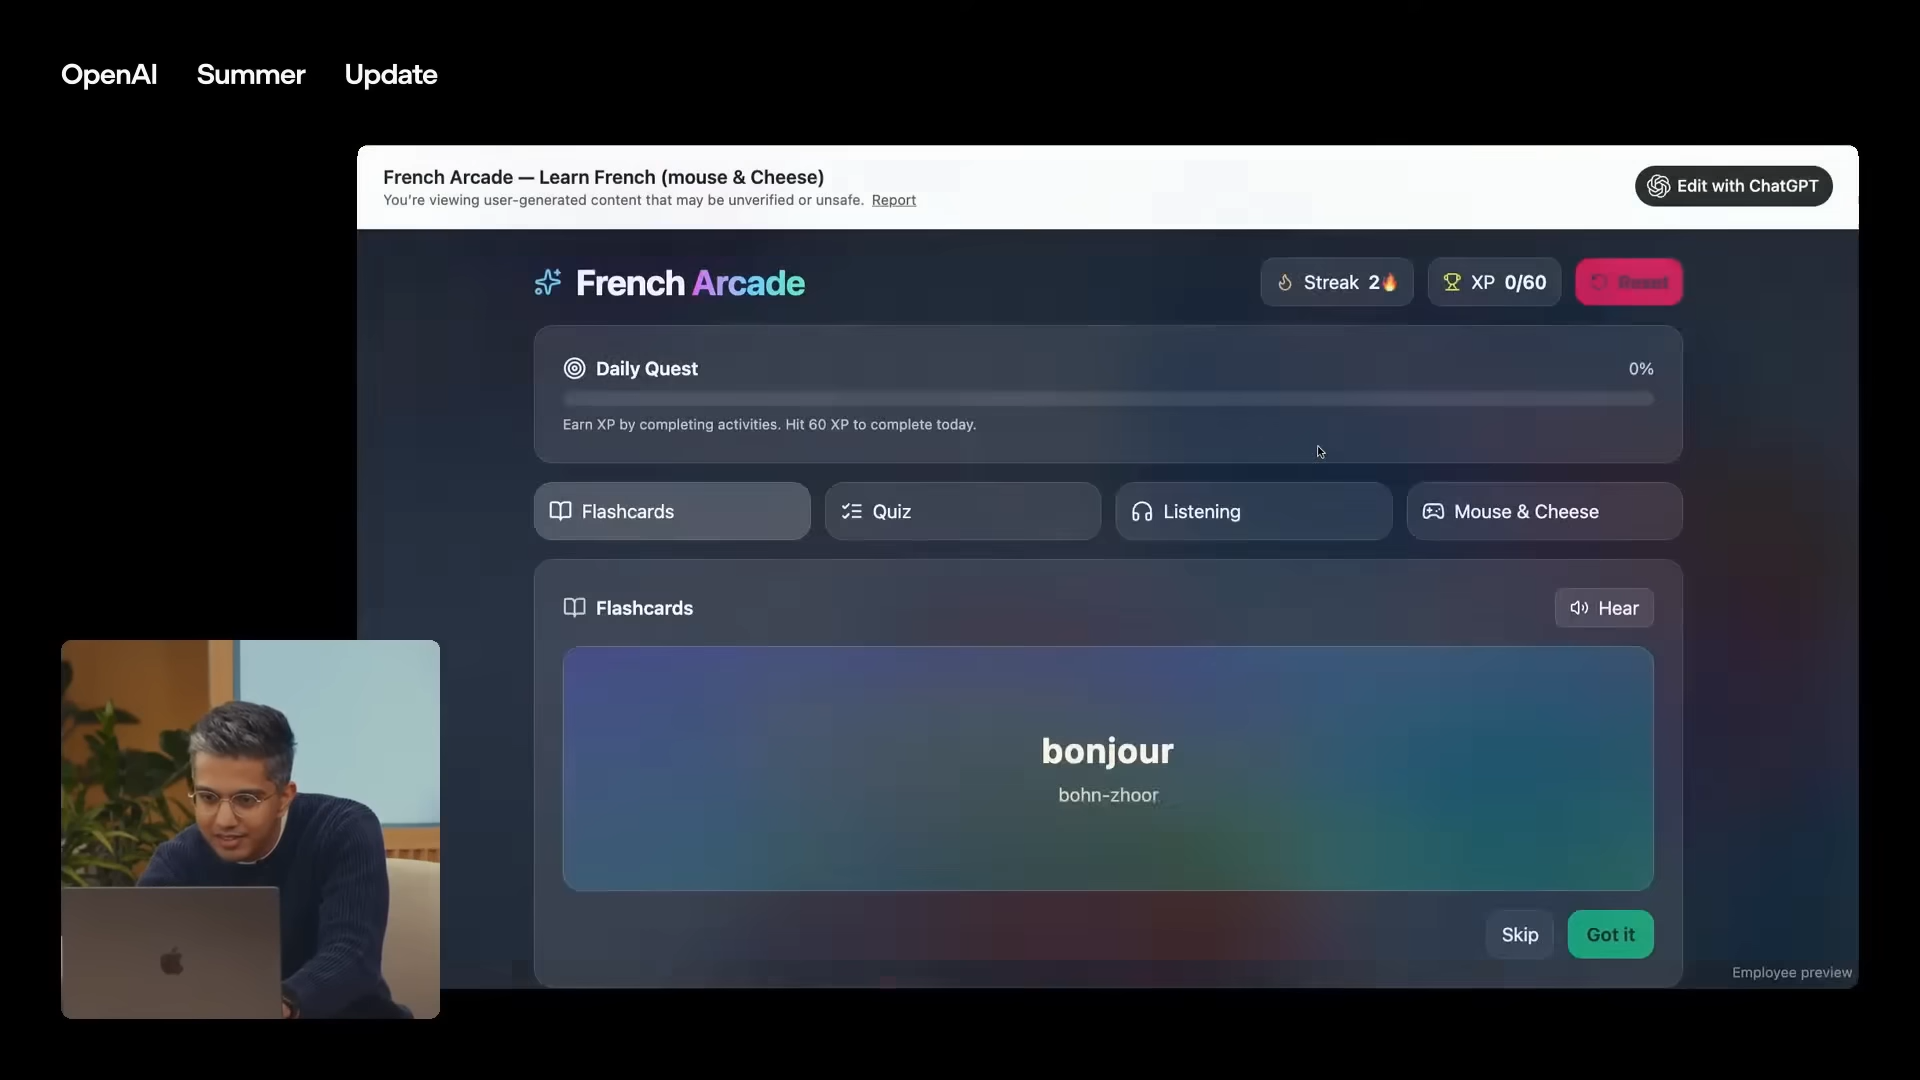 OpenAI Summer Update
French Arcade — Learn French (mouse & Cheese)
You're viewing user-generated content that may be unverified or unsafe. Report
Edit with ChatGPT
French Arcade
Streak 2🔥
XP 0/60
Reset
Daily Quest
0%
Earn XP by completing activities. Hit 60 XP to complete today.
Flashcards
Quiz
Listening
Mouse & Cheese
Flashcards
Hear
bonjour
bohn-zhoor
Skip
Got it
Employee preview